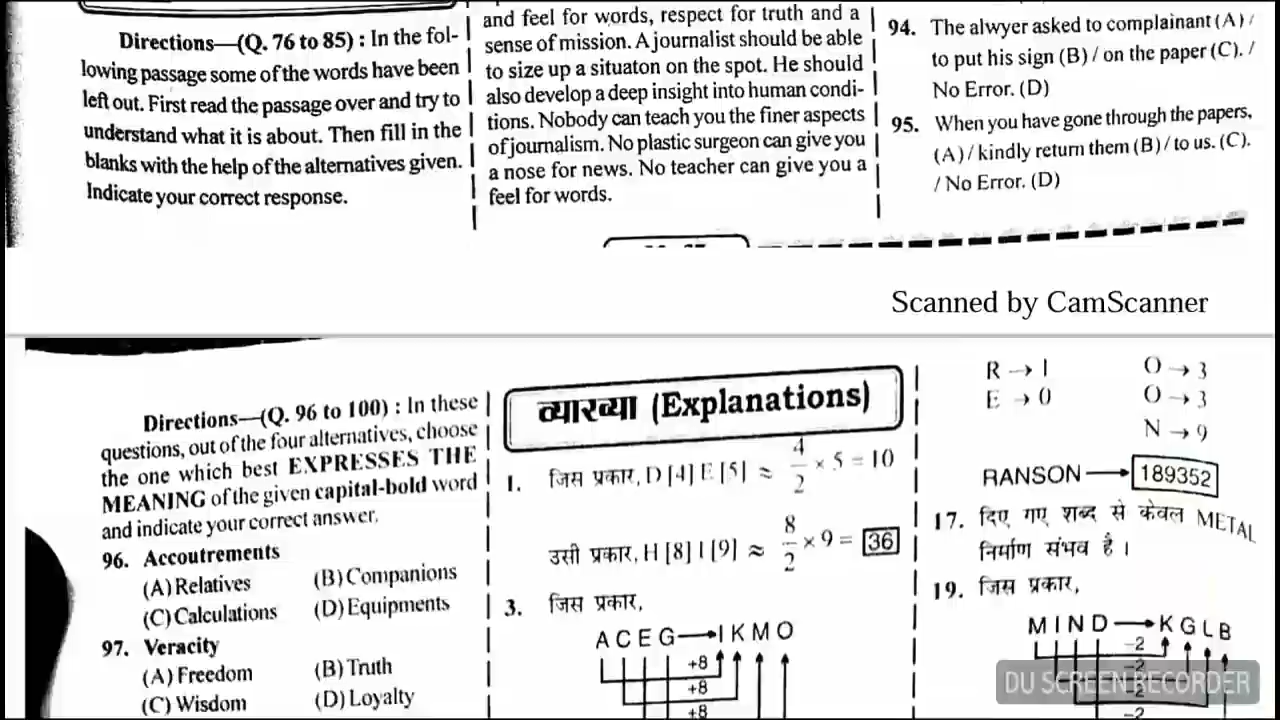 Directions—(Q. 76 to 85) : In the fol-
lowing passage some of the words have been
left out. First read the passage over and try to
understand what it is about. Then fill in the
blanks with the help of the alternatives given.
Indicate your correct response.
and feel for words, respect for truth and a
sense of mission. A journalist should be able
to size up a situaton on the spot. He should
also develop a deep insight into human condi-
tions. Nobody can teach you the finer aspects
of journalism. No plastic surgeon can give you
a nose for news. No teacher can give you a
feel for words.
94. The alwyer asked to complainant (A) /
to put his sign (B) / on the paper (C). /
No Error. (D)
95. When you have gone through the papers,
(A) / kindly return them (B) / to us. (C).
/ No Error. (D)
Scanned by CamScanner
Directions—(Q. 96 to 100) : In these
questions, out of the four alternatives, choose
the one which best EXPRESSES THE
MEANING of the given capital-bold word
and indicate your correct answer.
96. Accoutrements
(A) Relatives (B) Companions
(C) Calculations (D) Equipments
97. Veracity
(A) Freedom (B) Truth
(C) Wisdom (D) Loyalty
व्याख्या (Explanations)
1. जिस प्रकार, D [4] E [5] ≈ 4/2 × 5 = 10
उसी प्रकार, H [8] I [9] ≈ 8/2 × 9 = 36
3. जिस प्रकार,
A C E G → I K M O
+8
+8
+8
R → 1 O → 3
E → 0 O → 3
N → 9
RANSON → 189352
17. दिए गए शब्द से केवल METAL
निर्माण संभव है ।
19. जिस प्रकार,
M I N D → K G L B
–2
–2
–2
–2
DU SCREEN RECORDER